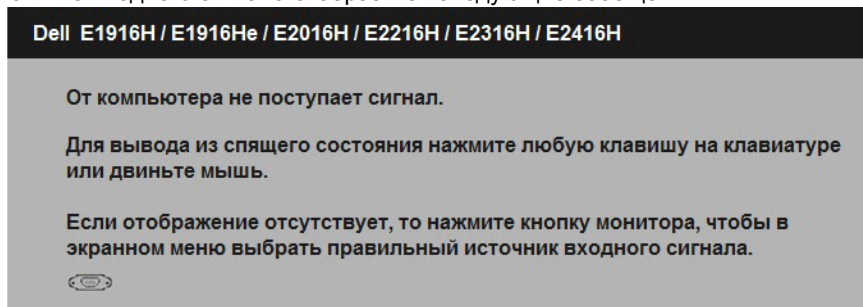 Dell E1916H / E1916He / E2016H / E2216H / E2316H / E2416H
От компьютера не поступает сигнал.
Для вывода из спящего состояния нажмите любую клавишу на клавиатуре
или двиньте мышь.
Если отображение отсутствует, то нажмите кнопку монитора, чтобы в
экранном меню выбрать правильный источник входного сигнала.